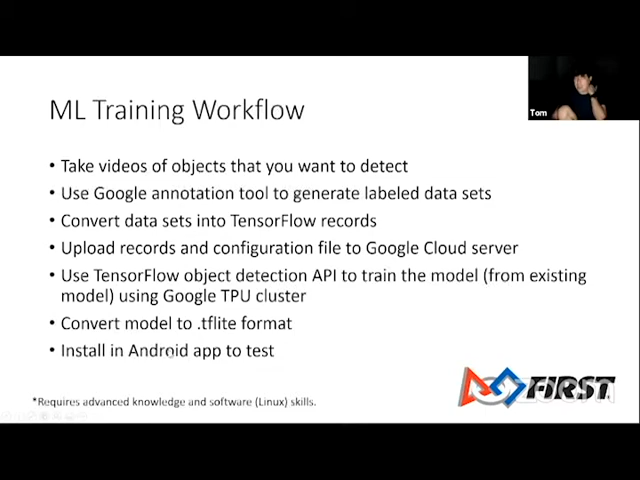 ML Training Workflow
Tom
• Take videos of objects that you want to detect
• Use Google annotation tool to generate labeled data sets
• Convert data sets into TensorFlow records
• Upload records and configuration file to Google Cloud server
• Use TensorFlow object detection API to train the model (from existing
model) using Google TPU cluster
• Convert model to .tflite format
• Install in Android app to test
FIRST
*Requires advanced knowledge and software (Linux) skills.